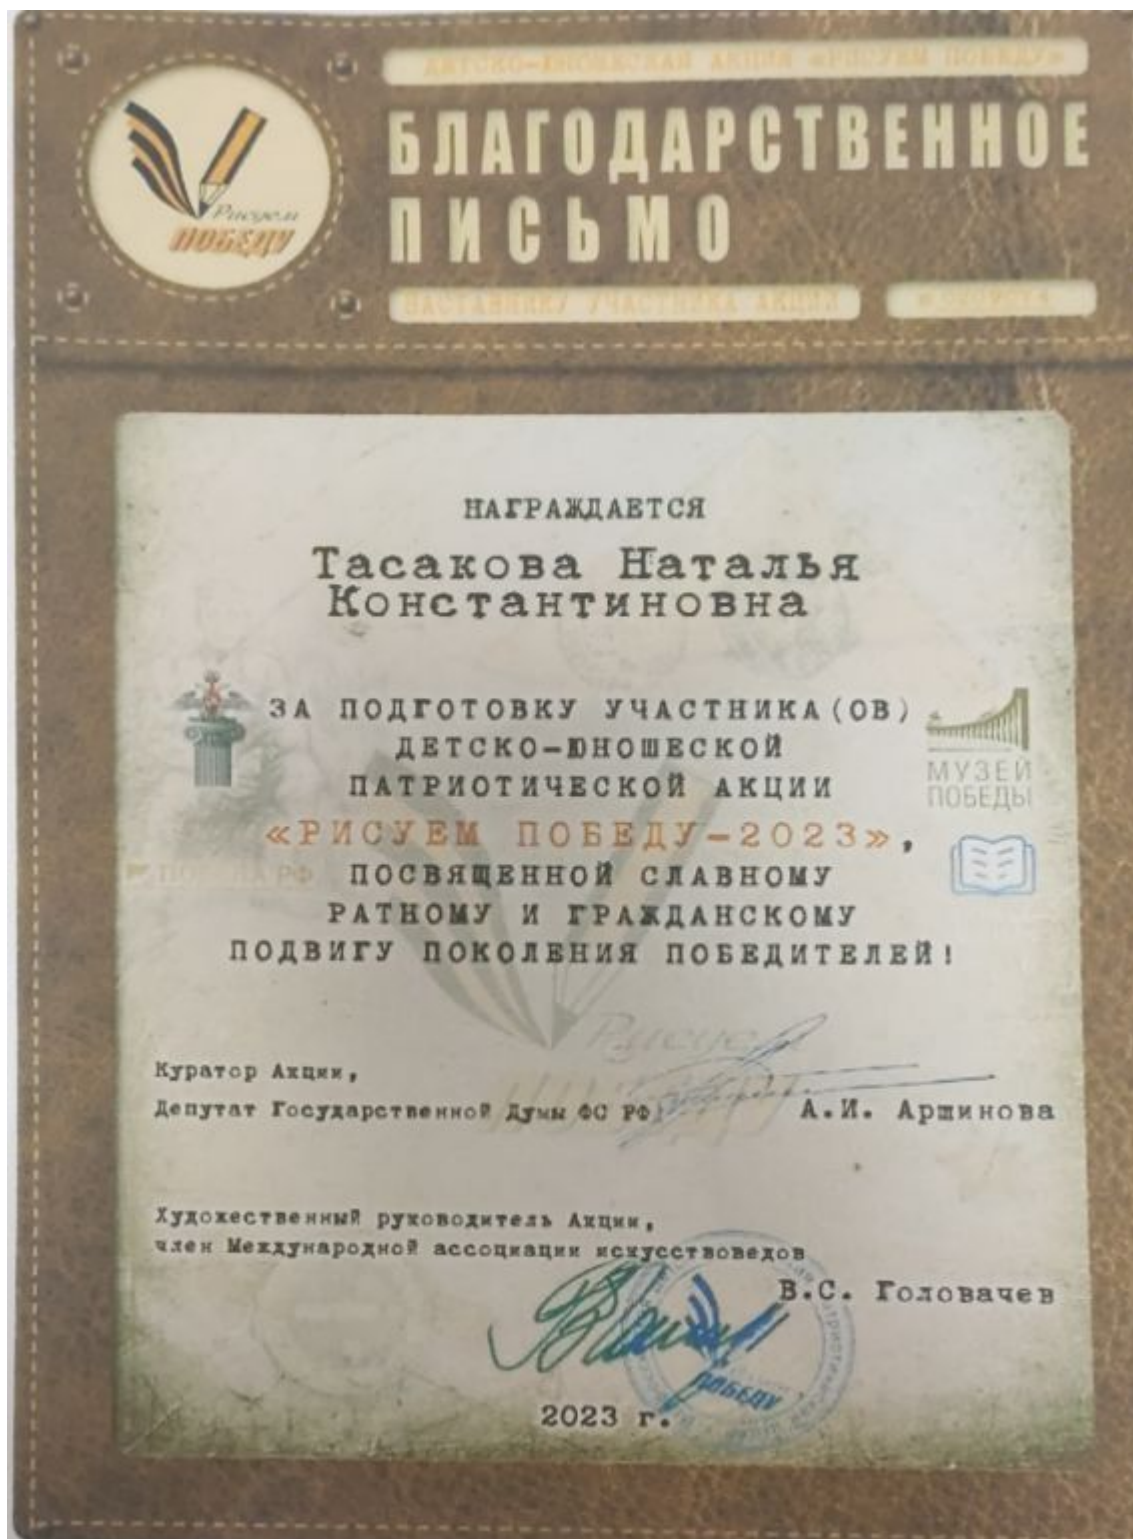 ДЕТСКО-ЮНОШЕСКАЯ АКЦИЯ «РИСУЕМ ПОБЕДУ»
БЛАГОДАРСТВЕННОЕ
ПИСЬМО
Рисуем
ПОБЕДУ
НАСТАВНИКУ УЧАСТНИКА АКЦИИ
НАГРАЖДАЕТСЯ
Тасакова Наталья
Константиновна
ЗА ПОДГОТОВКУ УЧАСТНИКА(ОВ)
ДЕТСКО-ЮНОШЕСКОЙ
ПАТРИОТИЧЕСКОЙ АКЦИИ
«РИСУЕМ ПОБЕДУ-2023»,
ПОСВЯЩЕННОЙ СЛАВНОМУ
РАТНОМУ И ГРАЖДАНСКОМУ
ПОДВИГУ ПОКОЛЕНИЯ ПОБЕДИТЕЛЕЙ!
МУЗЕЙ
ПОБЕДЫ
Рисуем
Куратор Акции,
Депутат Государственной Думы ФС РФ
А.И. Аршинова
Художественный руководитель Акции,
член Международной ассоциации искусствоведов
В.С. Головачев
ПОБЕДУ
2023 г.